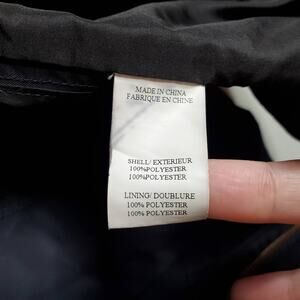 MADE IN CHINA
FABRIQUE EN CHINE
SHELL/ EXTERIEUR
100%POLYESTER
100%POLYESTER
LINING/ DOUBLURE
100% POLYESTER
100% POLYESTER